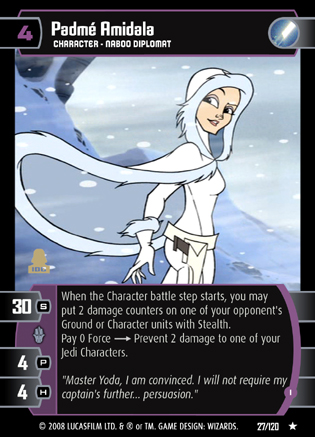 4
Padmé Amidala
CHARACTER - NABOO DIPLOMAT
30 S
4 P
4 H
When the Character battle step starts, you may
put 2 damage counters on one of your opponent's
Ground or Character units with Stealth.
Pay 0 Force → Prevent 2 damage to one of your
Jedi Characters.
"Master Yoda, I am convinced. I will not require my
captain's further... persuasion."
© 2008 LUCASFILM LTD. & ® or TM. GAME DESIGN: WIZARDS.
27/120 ★